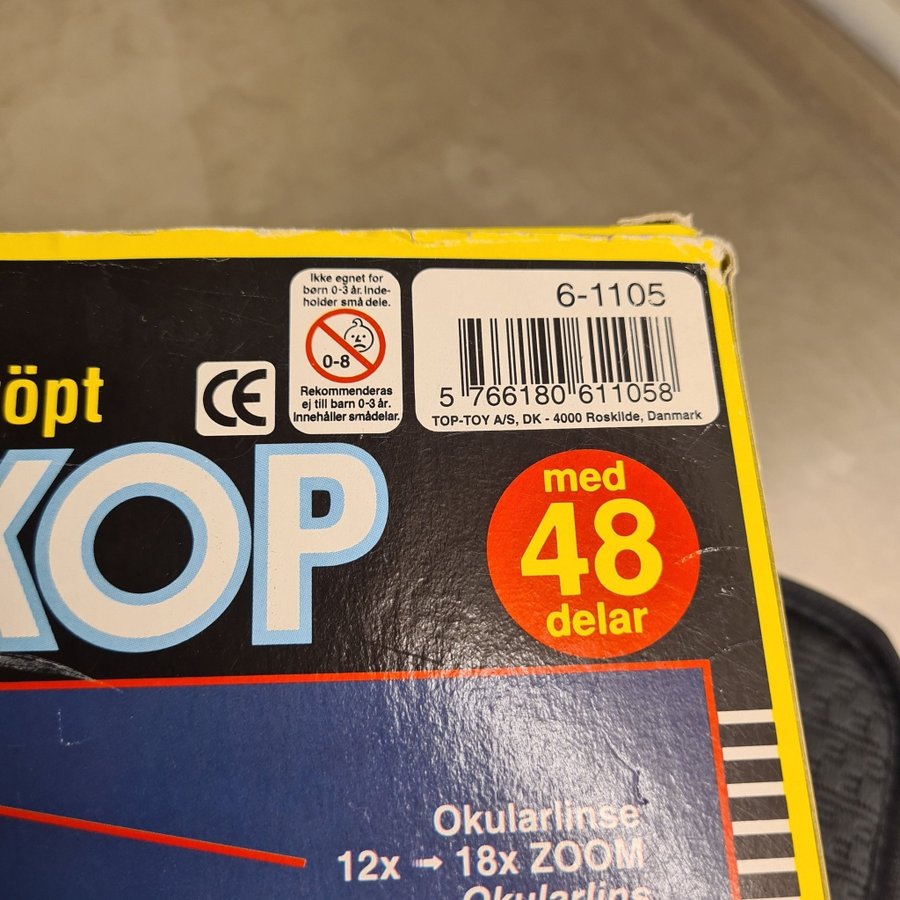 Ikke egnet for
børn 0-3 år. Inde-
holder små dele.
0-8
Rekommenderas
ej till barn 0-3 år.
Innehåller smådelar.
6-1105
5 766180 611058
TOP-TOY A/S, DK - 4000 Roskilde, Danmark
CE
öpt
KOP
med
48
delar
Okularlinse
12x → 18x ZOOM
Okularlins